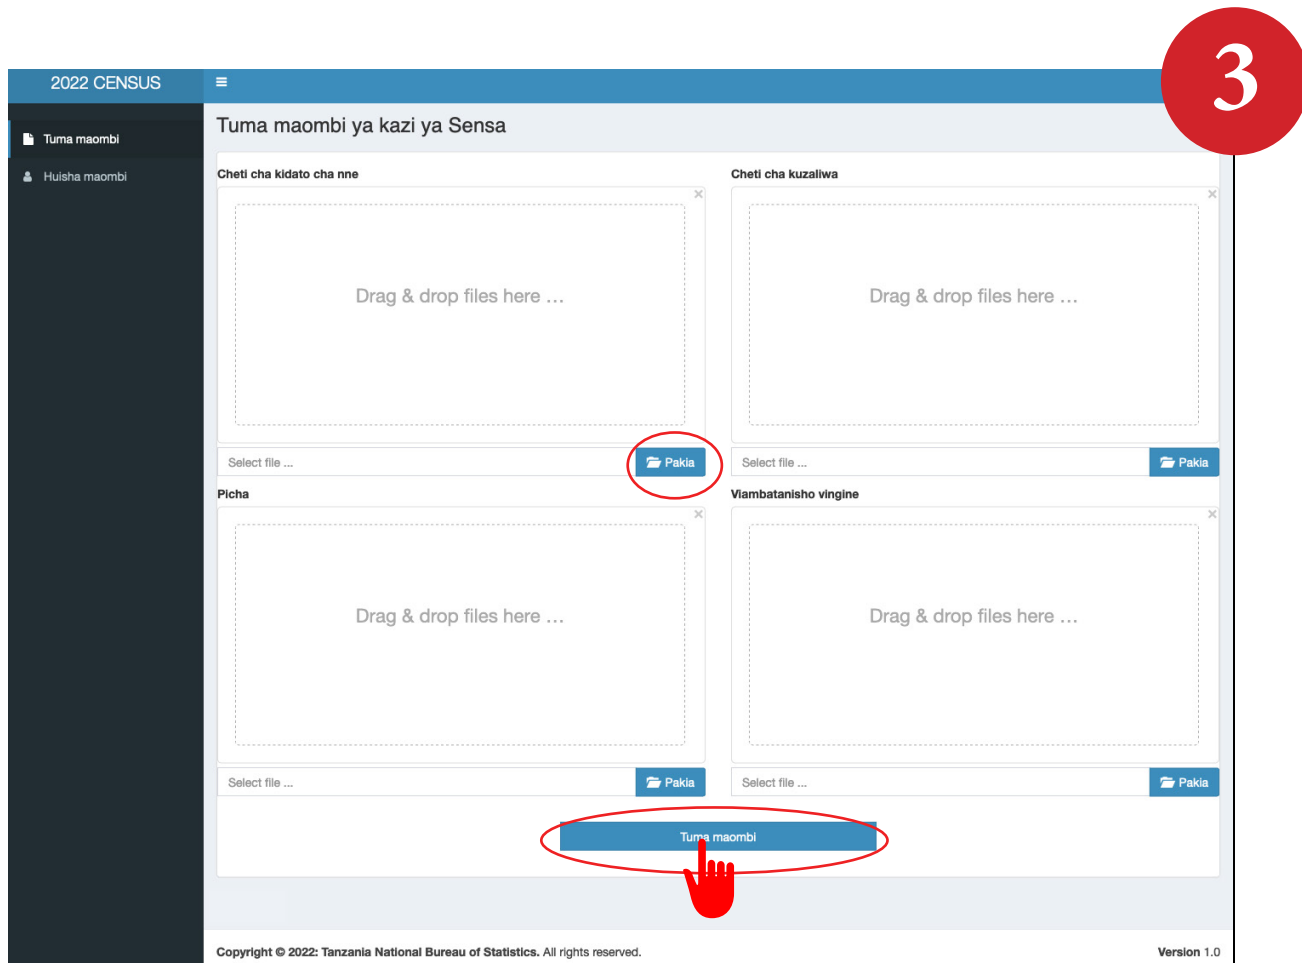 3
2022 CENSUS
Tuma maombi
Huisha maombi
Tuma maombi ya kazi ya Sensa
Cheti cha kidato cha nne
Cheti cha kuzaliwa
Drag & drop files here ...
Drag & drop files here ...
Select file ...
Pakia
Select file ...
Pakia
Picha
Viambatanisho vingine
Drag & drop files here ...
Drag & drop files here ...
Select file ...
Pakia
Select file ...
Pakia
Tuma maombi
Copyright © 2022: Tanzania National Bureau of Statistics. All rights reserved.
Version 1.0